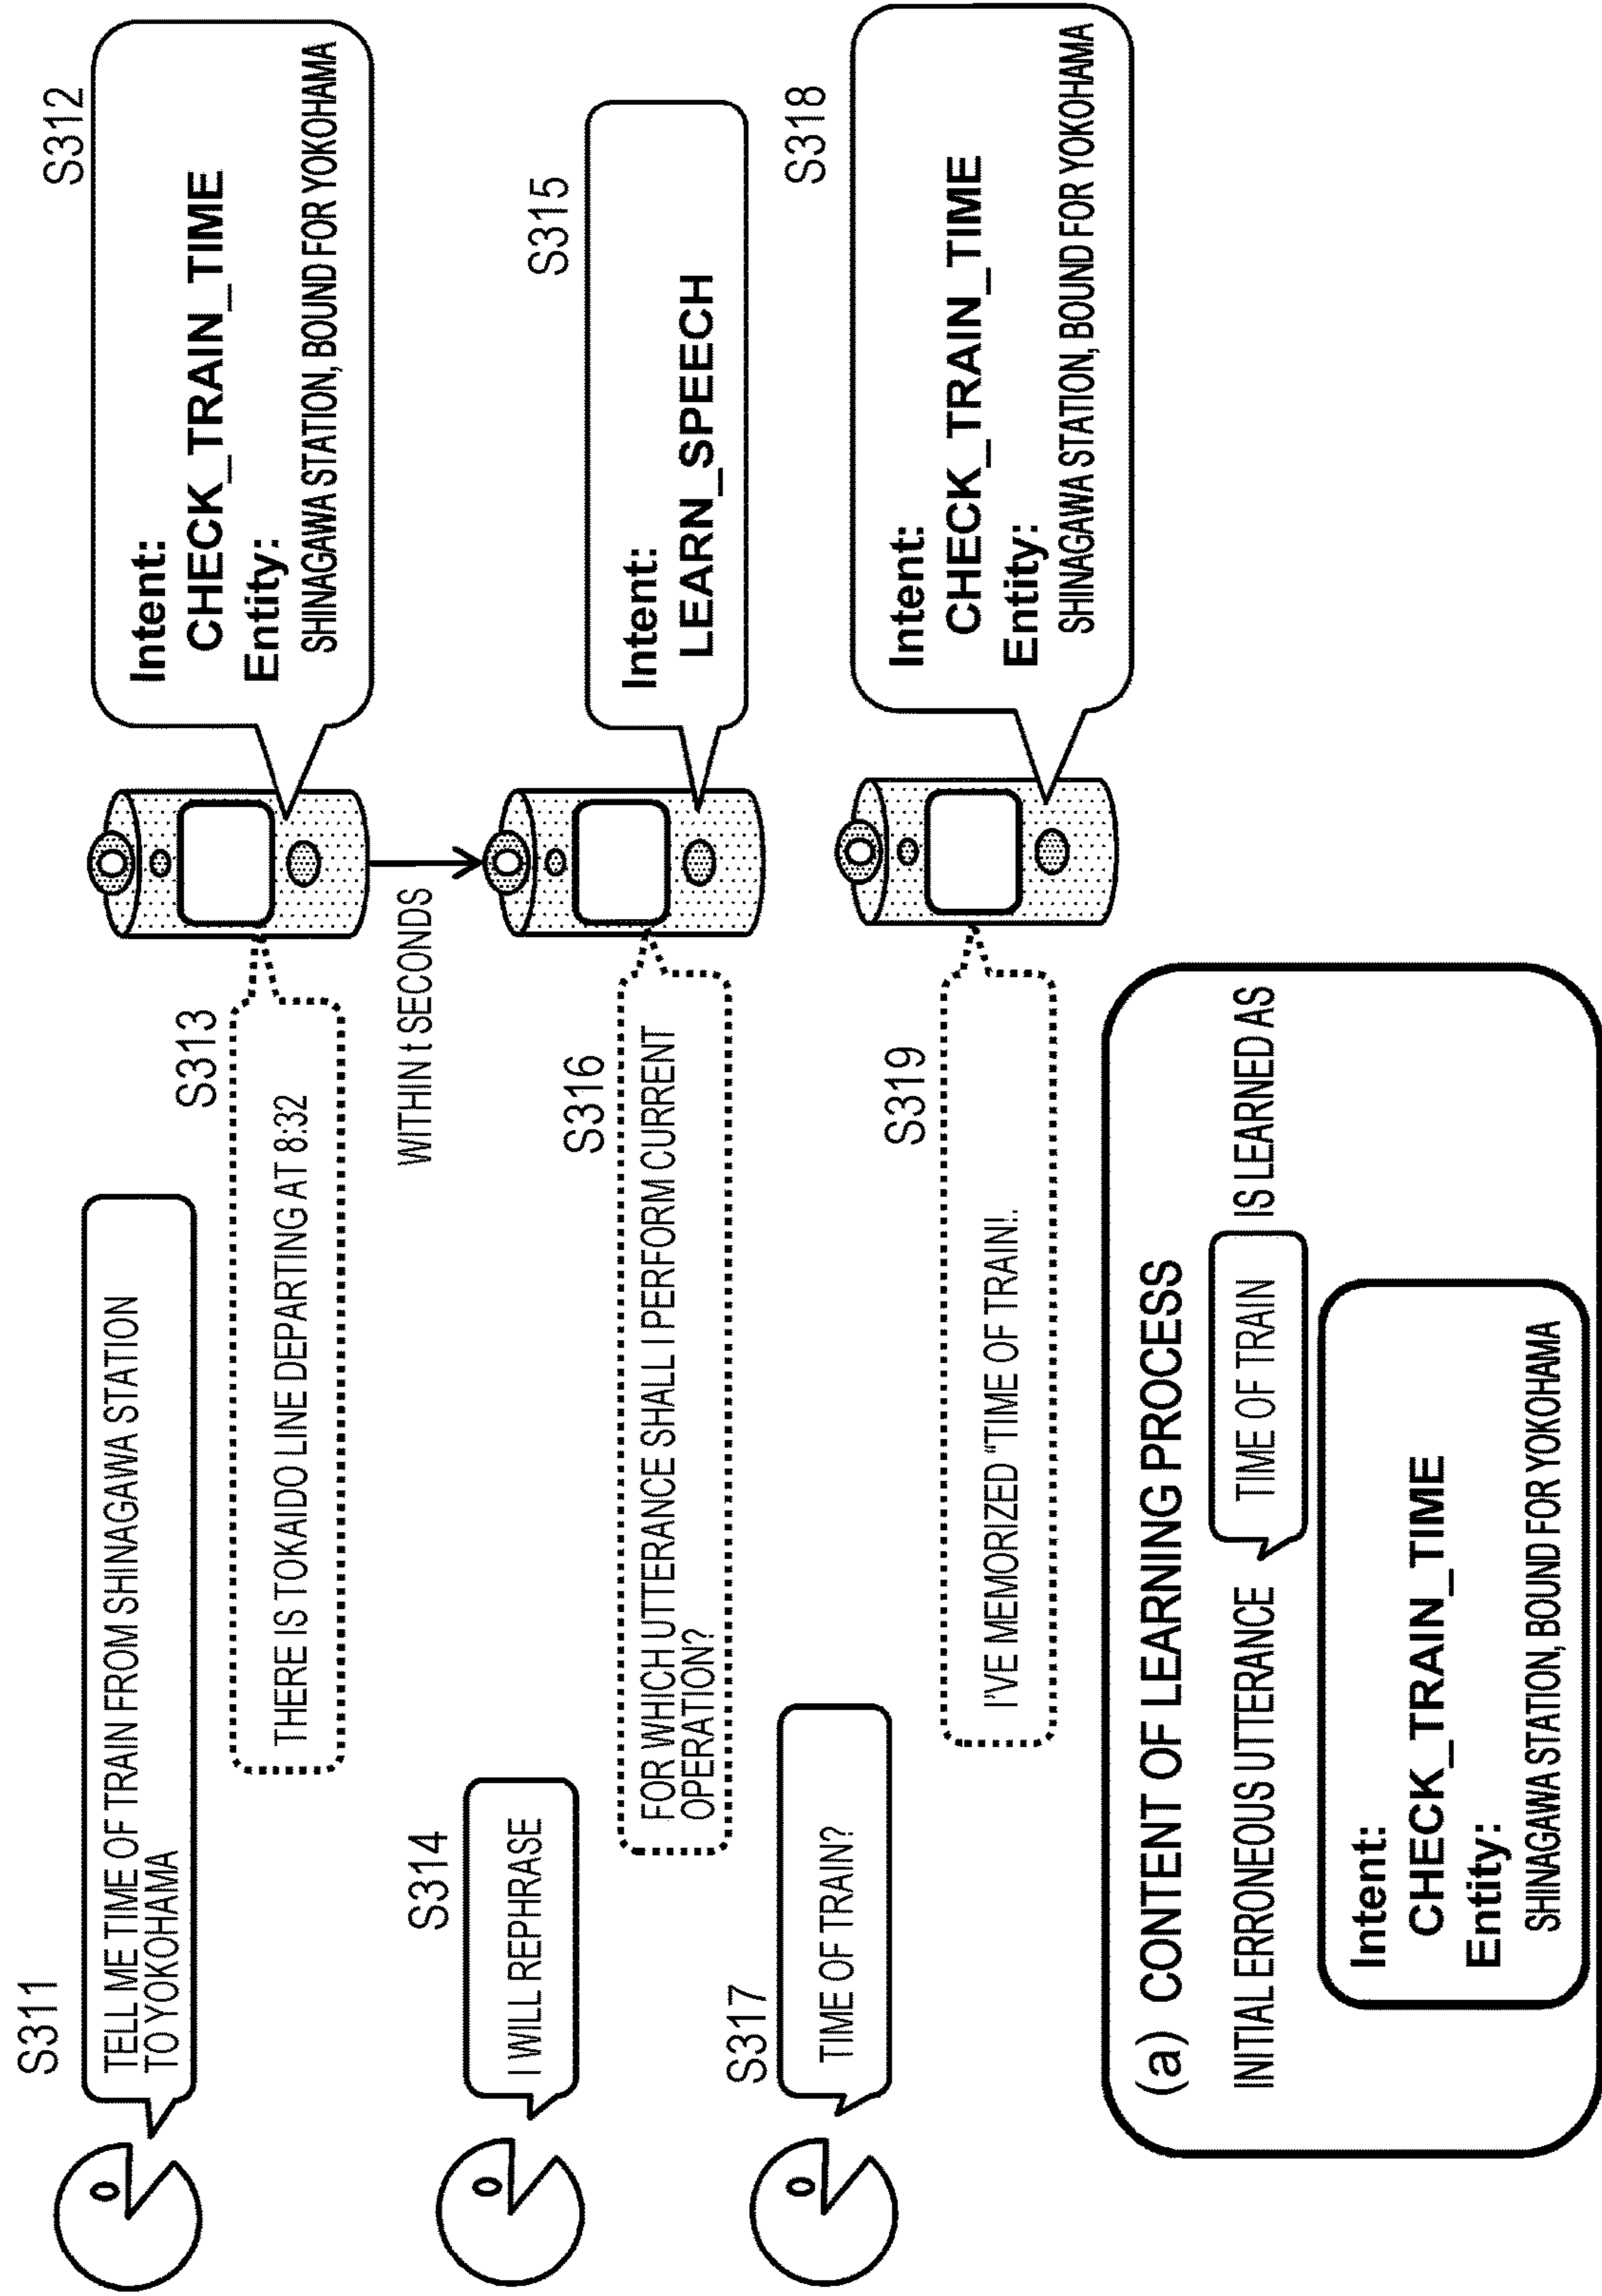 S311
TELL ME TIME OF TRAIN FROM SHINAGAWA STATION
TO YOKOHAMA
S312
Intent:
CHECK_TRAIN_TIME
Entity:
SHINAGAWA STATION, BOUND FOR YOKOHAMA
S313
THERE IS TOKAIDO LINE DEPARTING AT 8:32
WITHIN t SECONDS
S314
I WILL REPHRASE
S315
Intent:
LEARN_SPEECH
S316
FOR WHICH UTTERANCE SHALL I PERFORM CURRENT
OPERATION?
S317
TIME OF TRAIN?
S318
Intent:
CHECK_TRAIN_TIME
Entity:
SHINAGAWA STATION, BOUND FOR YOKOHAMA
S319
I'VE MEMORIZED "TIME OF TRAIN!.
(a) CONTENT OF LEARNING PROCESS
INITIAL ERRONEOUS UTTERANCE TIME OF TRAIN IS LEARNED AS
Intent:
CHECK_TRAIN_TIME
Entity:
SHINAGAWA STATION, BOUND FOR YOKOHAMA